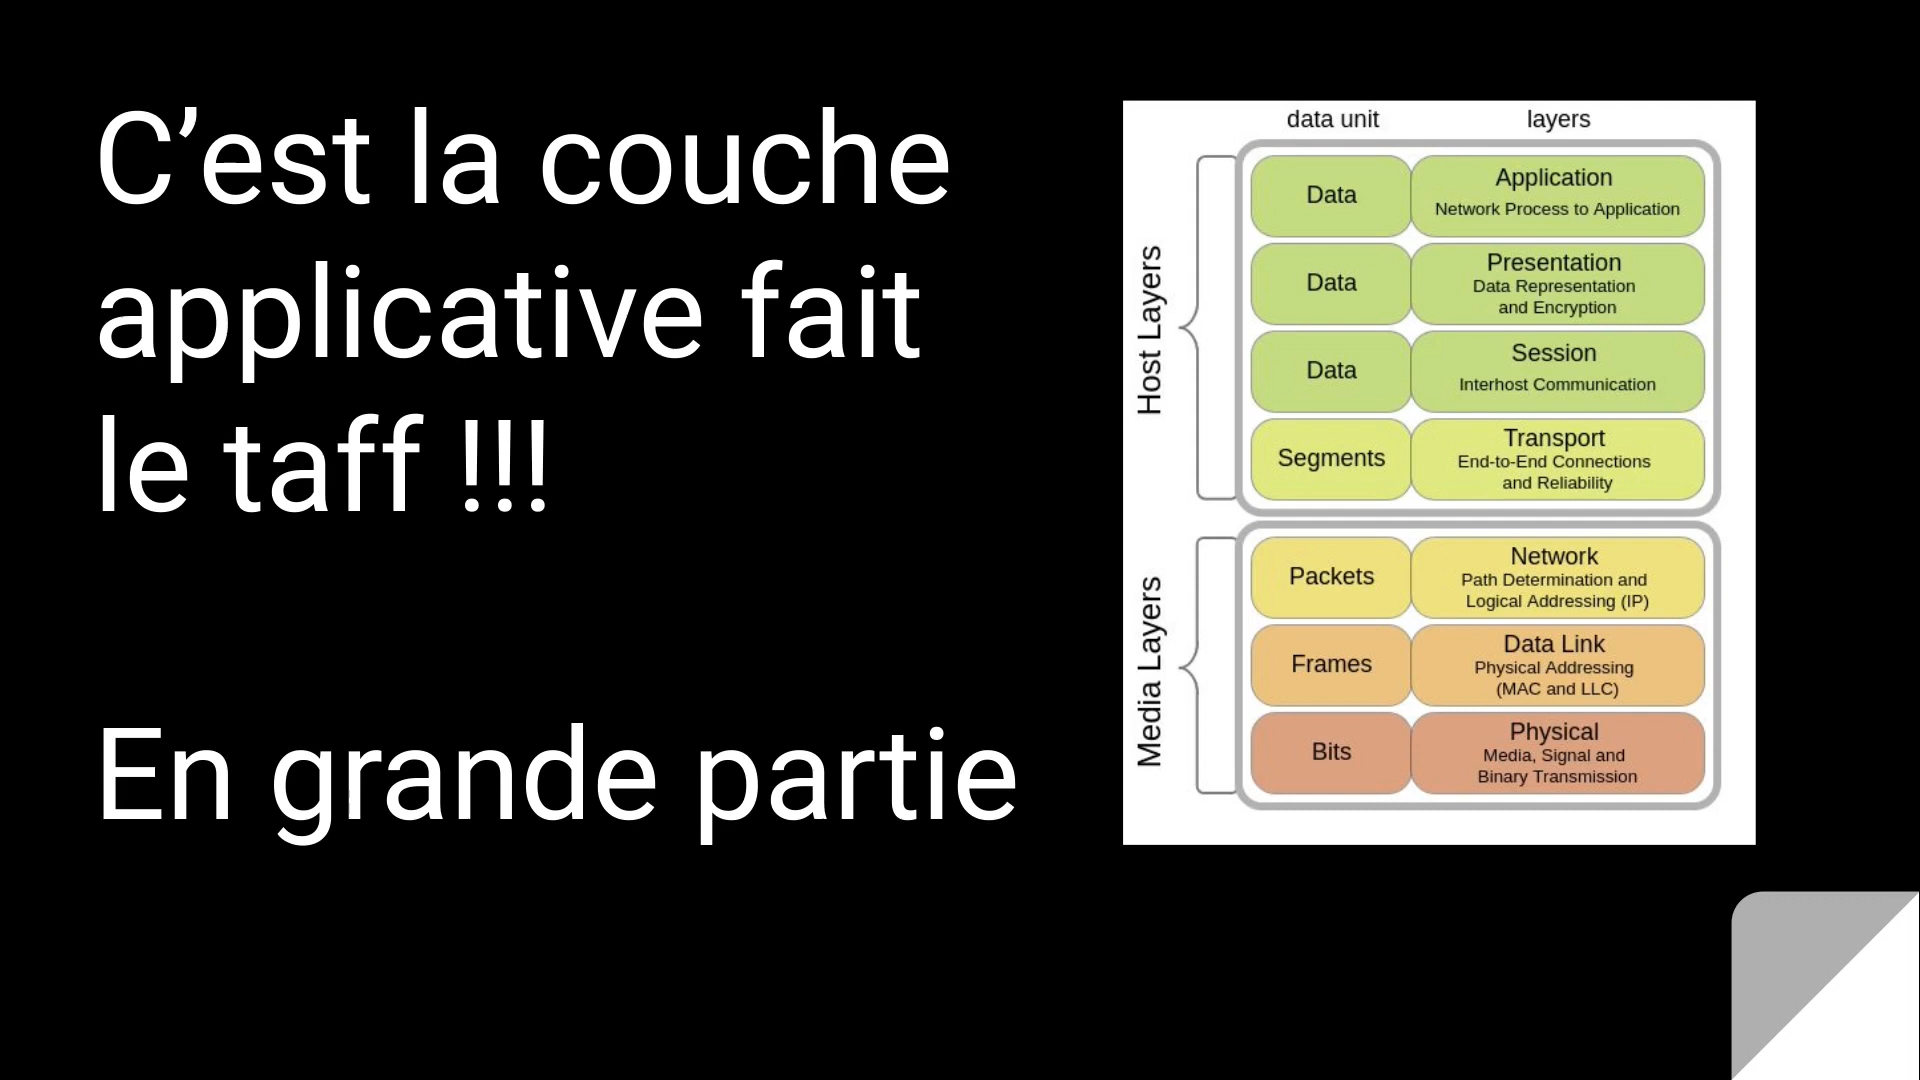 C’est la couche
applicative fait
le taff !!!
En grande partie
data unit layers
Host Layers
Data Application
Network Process to Application
Data Presentation
Data Representation
and Encryption
Data Session
Interhost Communication
Segments Transport
End-to-End Connections
and Reliability
Media Layers
Packets Network
Path Determination and
Logical Addressing (IP)
Frames Data Link
Physical Addressing
(MAC and LLC)
Bits Physical
Media, Signal and
Binary Transmission